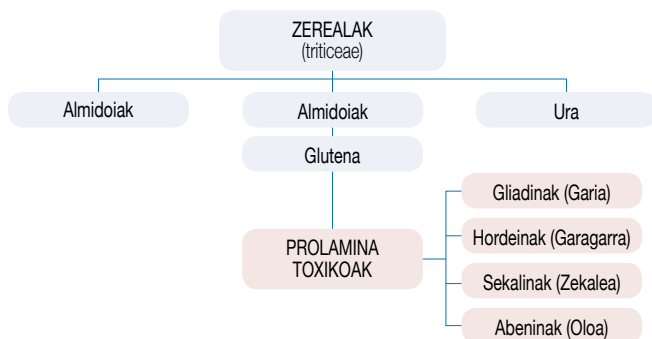 ZEREALAK
(triticeae)
Almidoiak
Almidoiak
Ura
Glutena
PROLAMINA
TOXIKOAK
Gliadinak (Garia)
Hordeinak (Garagarra)
Sekalinak (Zekalea)
Abeninak (Oloa)